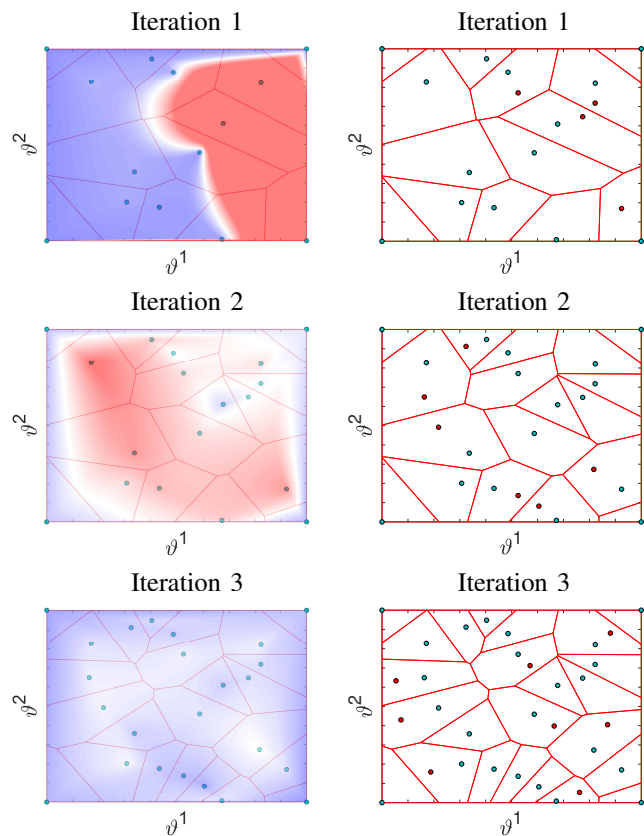 Iteration 1 Iteration 1
ϑ2 ϑ2
ϑ1 ϑ1
Iteration 2 Iteration 2
ϑ2 ϑ2
ϑ1 ϑ1
Iteration 3 Iteration 3
ϑ2 ϑ2
ϑ1 ϑ1